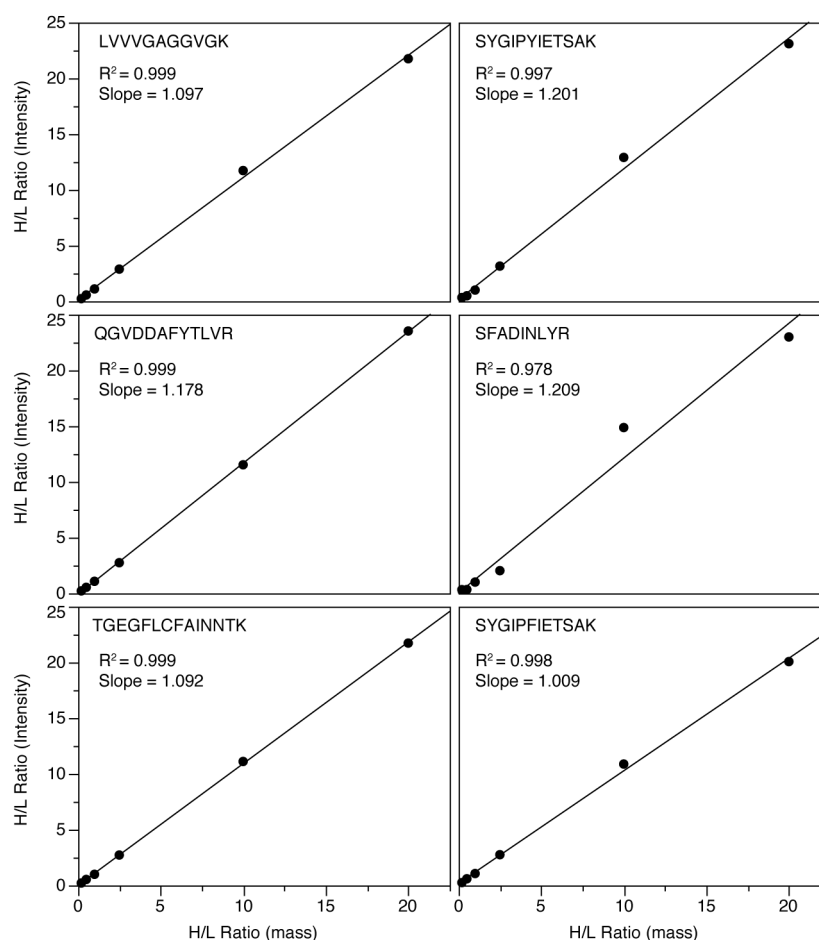 25
20
15
10
5
0
H/L Ratio (Intensity)
LVVVGAGGVGK
R² = 0.999
Slope = 1.097
SYGIPYIETSAK
R² = 0.997
Slope = 1.201
25
20
15
10
5
0
H/L Ratio (Intensity)
QGVDDAFYTLVR
R² = 0.999
Slope = 1.178
SFADINLYR
R² = 0.978
Slope = 1.209
25
20
15
10
5
0
H/L Ratio (Intensity)
TGEGFLCFAINNTK
R² = 0.999
Slope = 1.092
SYGIPFIETSAK
R² = 0.998
Slope = 1.009
0 5 10 15 20
0 5 10 15 20
H/L Ratio (mass)
H/L Ratio (mass)